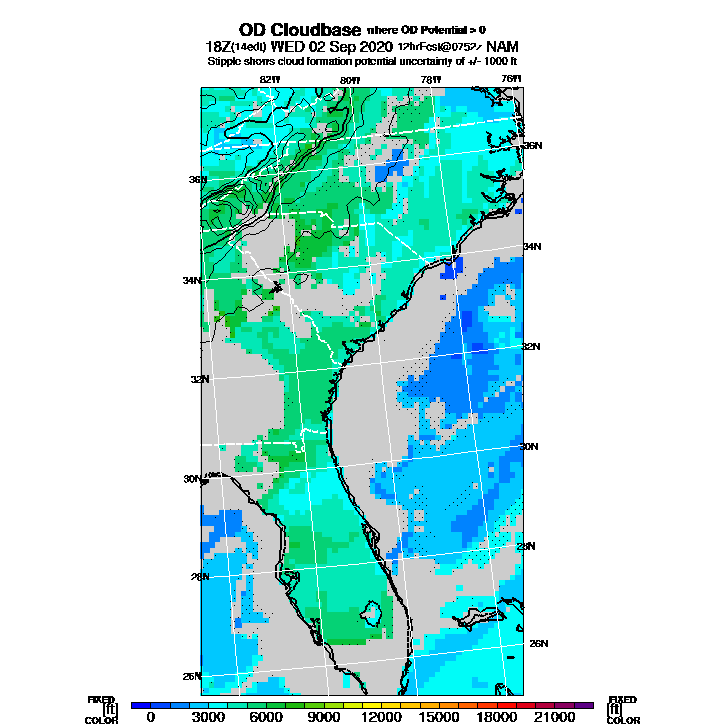 OD Cloudbase where OD Potential > 0
18Z(14edt) WED 02 Sep 2020 12hrFcst@0752z NAM
Stipple shows cloud formation potential uncertainty of +/- 1000 ft
82W 80W 78W 76W
36N 36N
34N 34N
32N 32N
30N 30N
28N 28N
26N 26N
FIXED FIXED
[ft] 0 3000 6000 9000 12000 15000 18000 21000 [ft]
COLOR COLOR